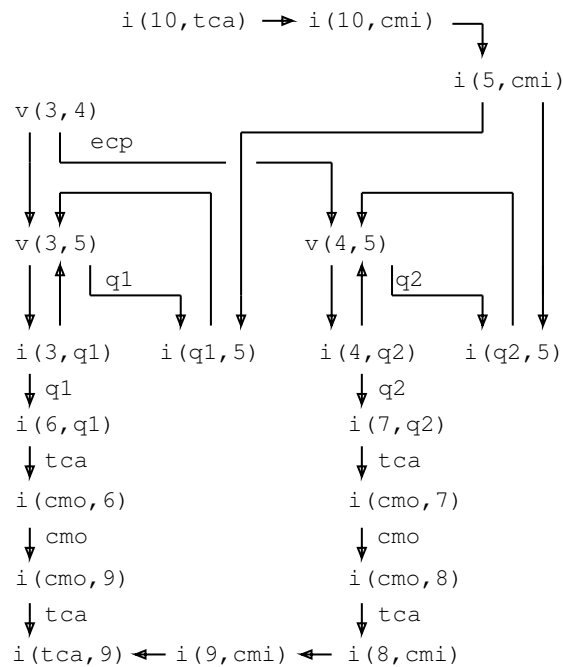 i(10,tca) i(10,cmi)
i(5,cmi)
v(3,4)
ecp
v(3,5) v(4,5)
q1 q2
i(3,q1) i(q1,5) i(4,q2) i(q2,5)
q1 q2
i(6,q1) i(7,q2)
tca tca
i(cmo,6) i(cmo,7)
cmo cmo
i(cmo,9) i(cmo,8)
tca tca
i(tca,9) i(9,cmi) i(8,cmi)